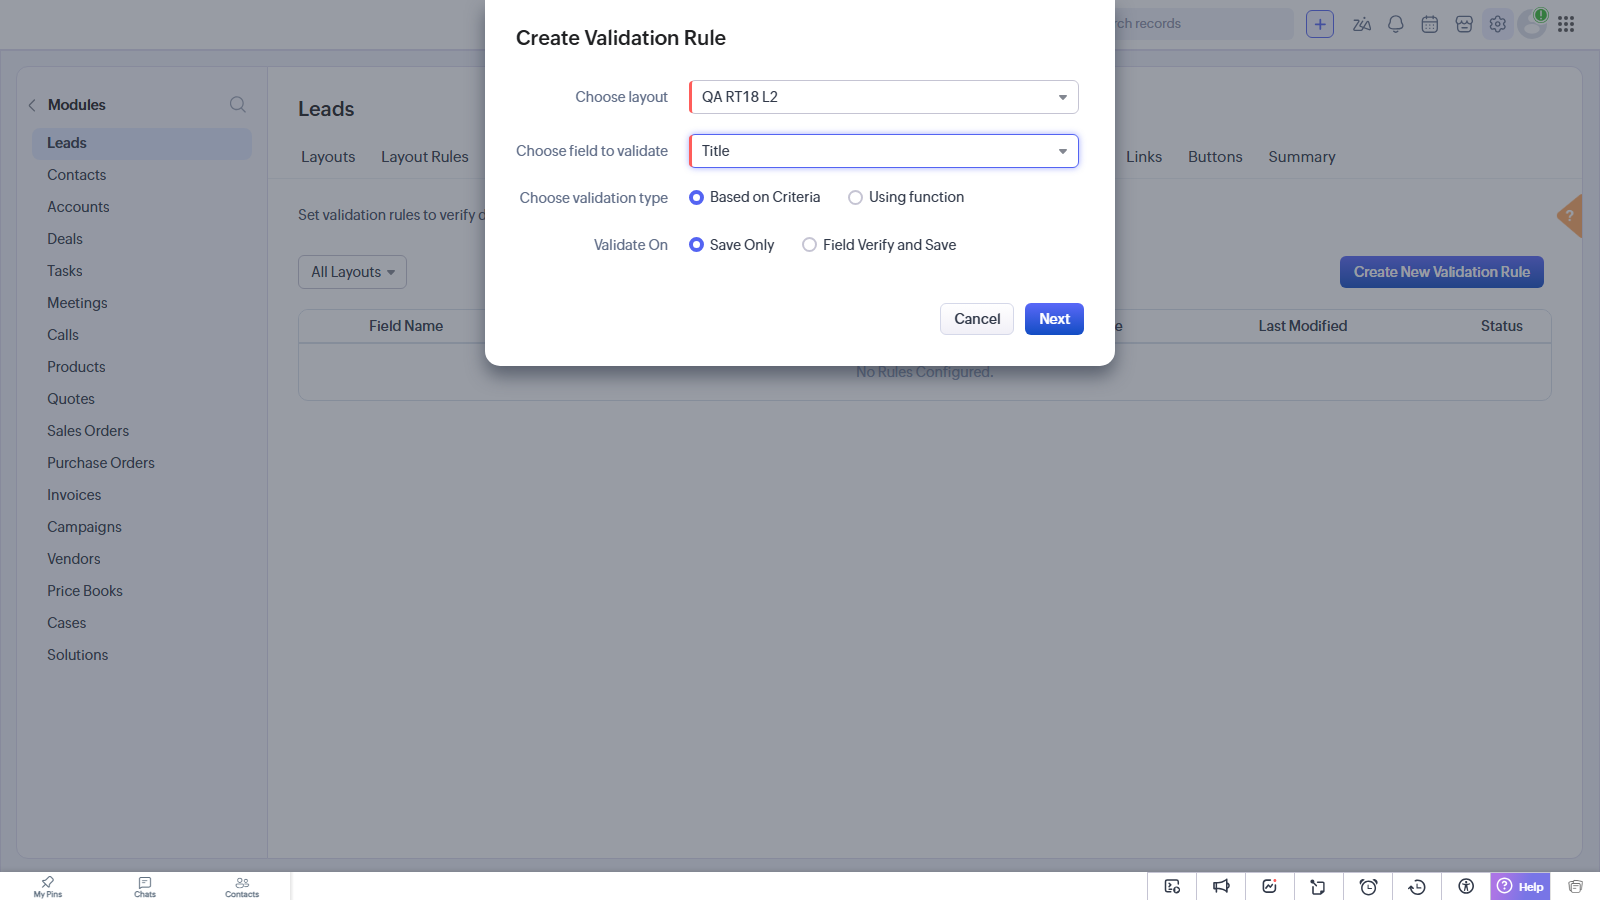 Create Validation Rule
rch records
Choose layout
QA RT18 L2
Choose field to validate
Title
Choose validation type
Based on Criteria
Using function
Validate On
Save Only
Field Verify and Save
Cancel
Next
Modules
Leads
Contacts
Accounts
Deals
Tasks
Meetings
Calls
Products
Quotes
Sales Orders
Purchase Orders
Invoices
Campaigns
Vendors
Price Books
Cases
Solutions
Leads
Layouts
Layout Rules
Links
Buttons
Summary
Set validation rules to verify d
?
All Layouts
Create New Validation Rule
Field Name
e
Last Modified
Status
No Rules Configured.
My Pins
Chats
Contacts
Help